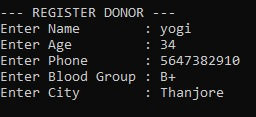 --- REGISTER DONOR ---
Enter Name        : yogi
Enter Age         : 34
Enter Phone       : 5647382910
Enter Blood Group : B+
Enter City        : Thanjore